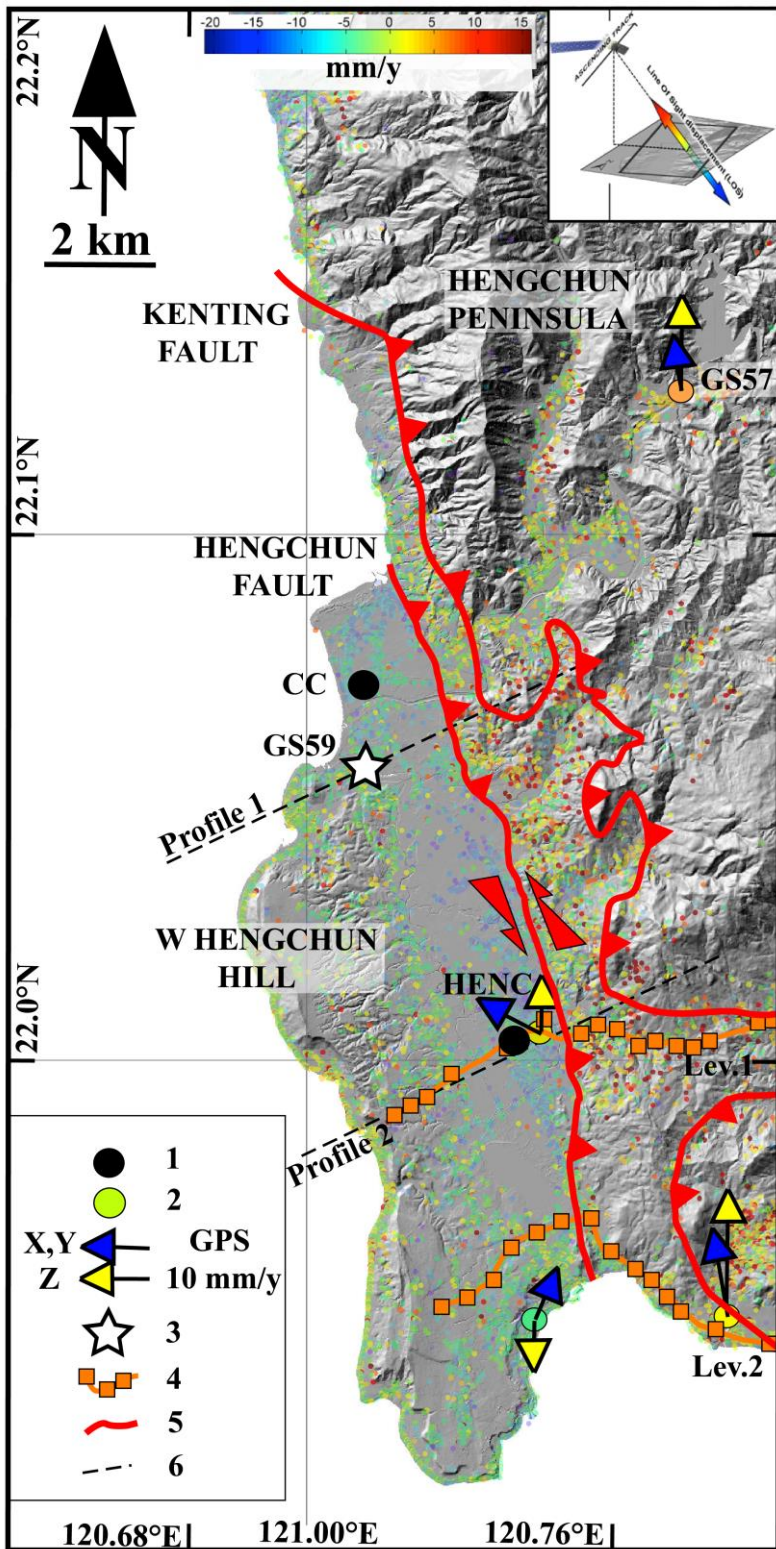 -20 -15 -10 -5 0 5 10 15
mm/y
ASCENDING TRACK
Line Of Sight displacement (LOS)
22.2°N
N
2 km
HENGCHUN
PENINSULA
KENTING
FAULT
GS57
22.1°N
HENGCHUN
FAULT
CC
GS59
Profile 1
W HENGCHUN
HILL
HENC
22.0°N
Lev.1
Profile 2
1
2
X,Y GPS
Z 10 mm/y
3
4
5
6
Lev.2
120.68°E 121.00°E 120.76°E